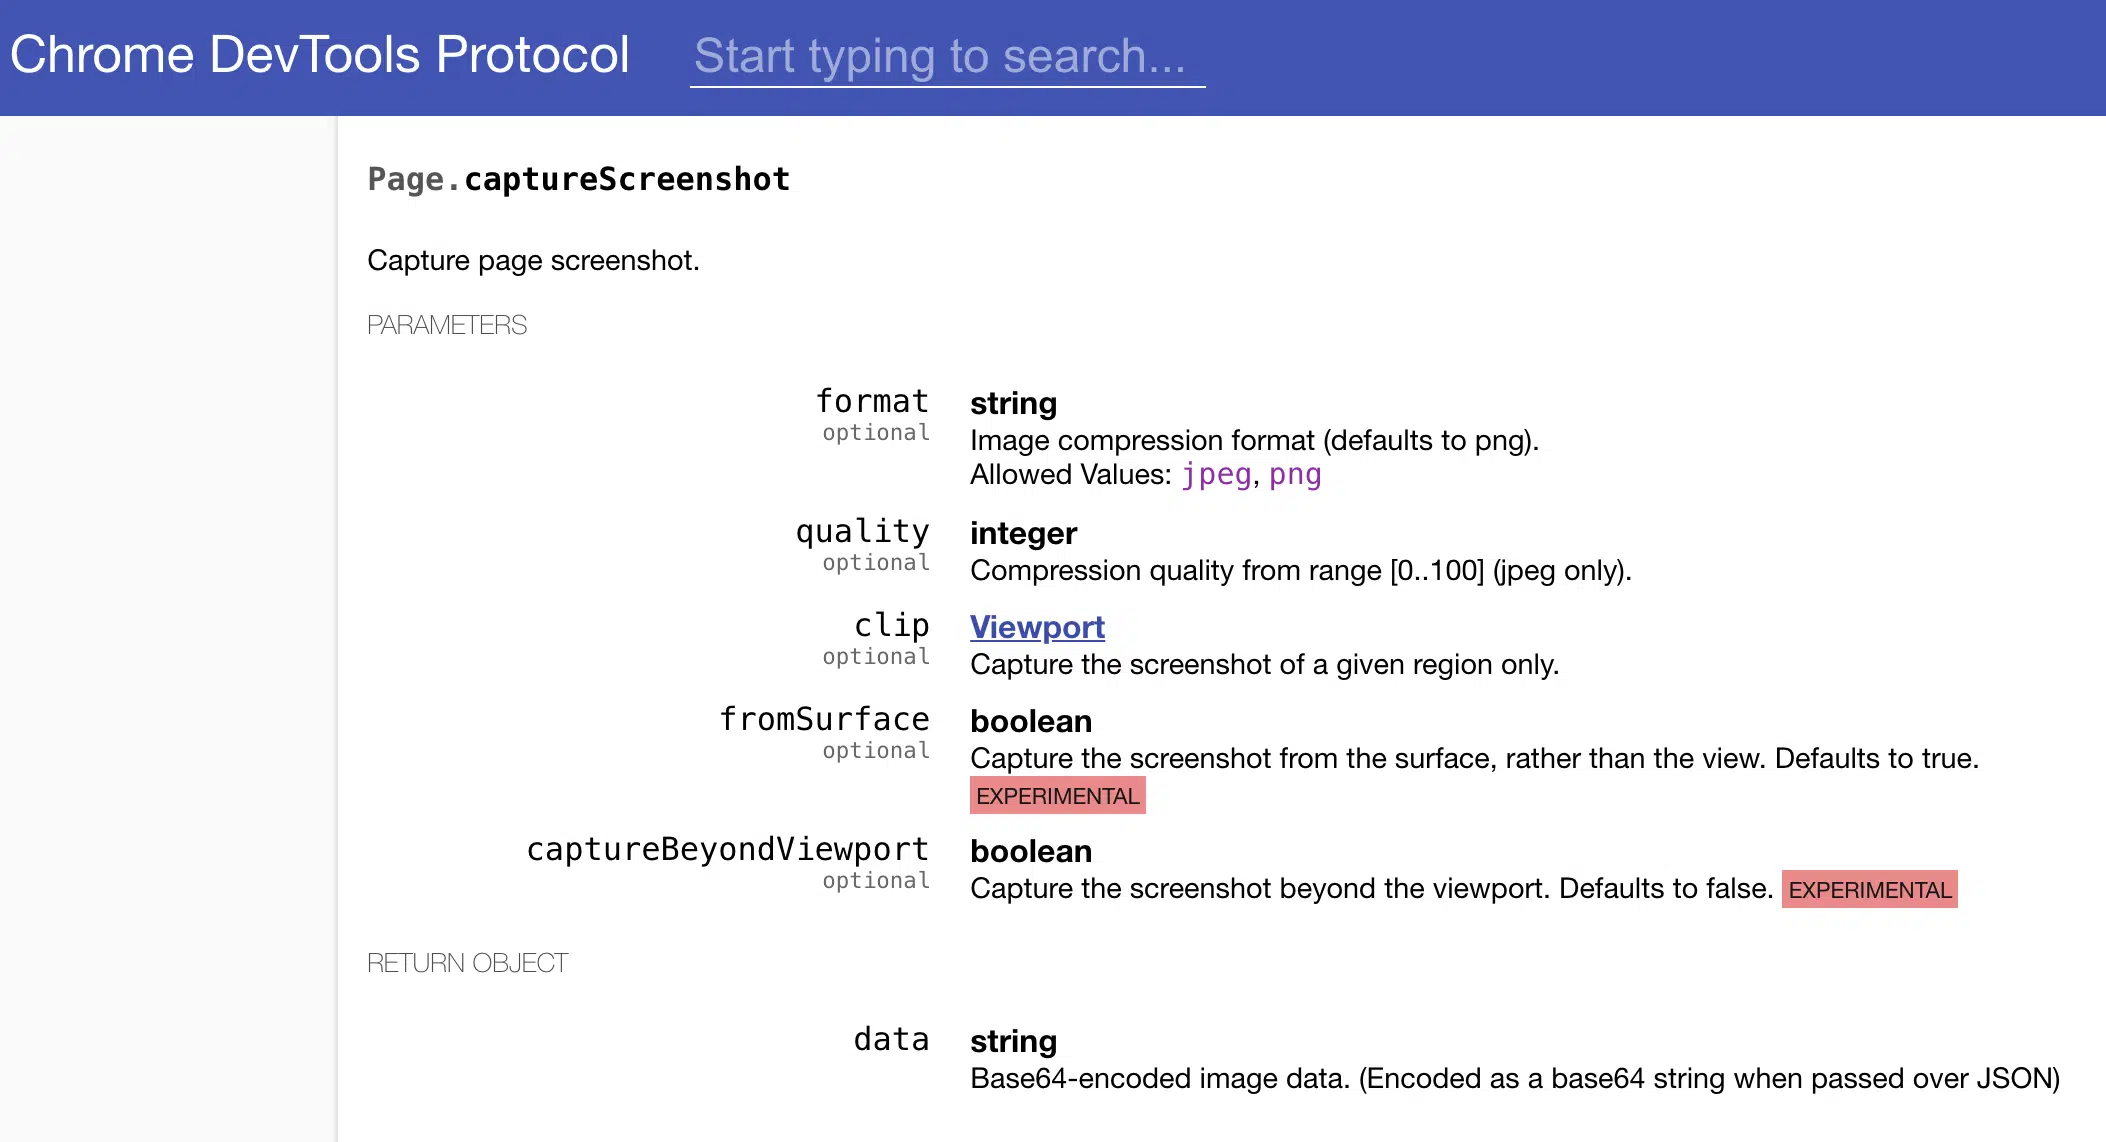 Chrome DevTools Protocol Start typing to search...
Page.captureScreenshot
Capture page screenshot.
PARAMETERS
format string
optional Image compression format (defaults to png).
Allowed Values: jpeg, png
quality integer
optional Compression quality from range [0..100] (jpeg only).
clip Viewport
optional Capture the screenshot of a given region only.
fromSurface boolean
optional Capture the screenshot from the surface, rather than the view. Defaults to true.
EXPERIMENTAL
captureBeyondViewport boolean
optional Capture the screenshot beyond the viewport. Defaults to false. EXPERIMENTAL
RETURN OBJECT
data string
Base64-encoded image data. (Encoded as a base64 string when passed over JSON)